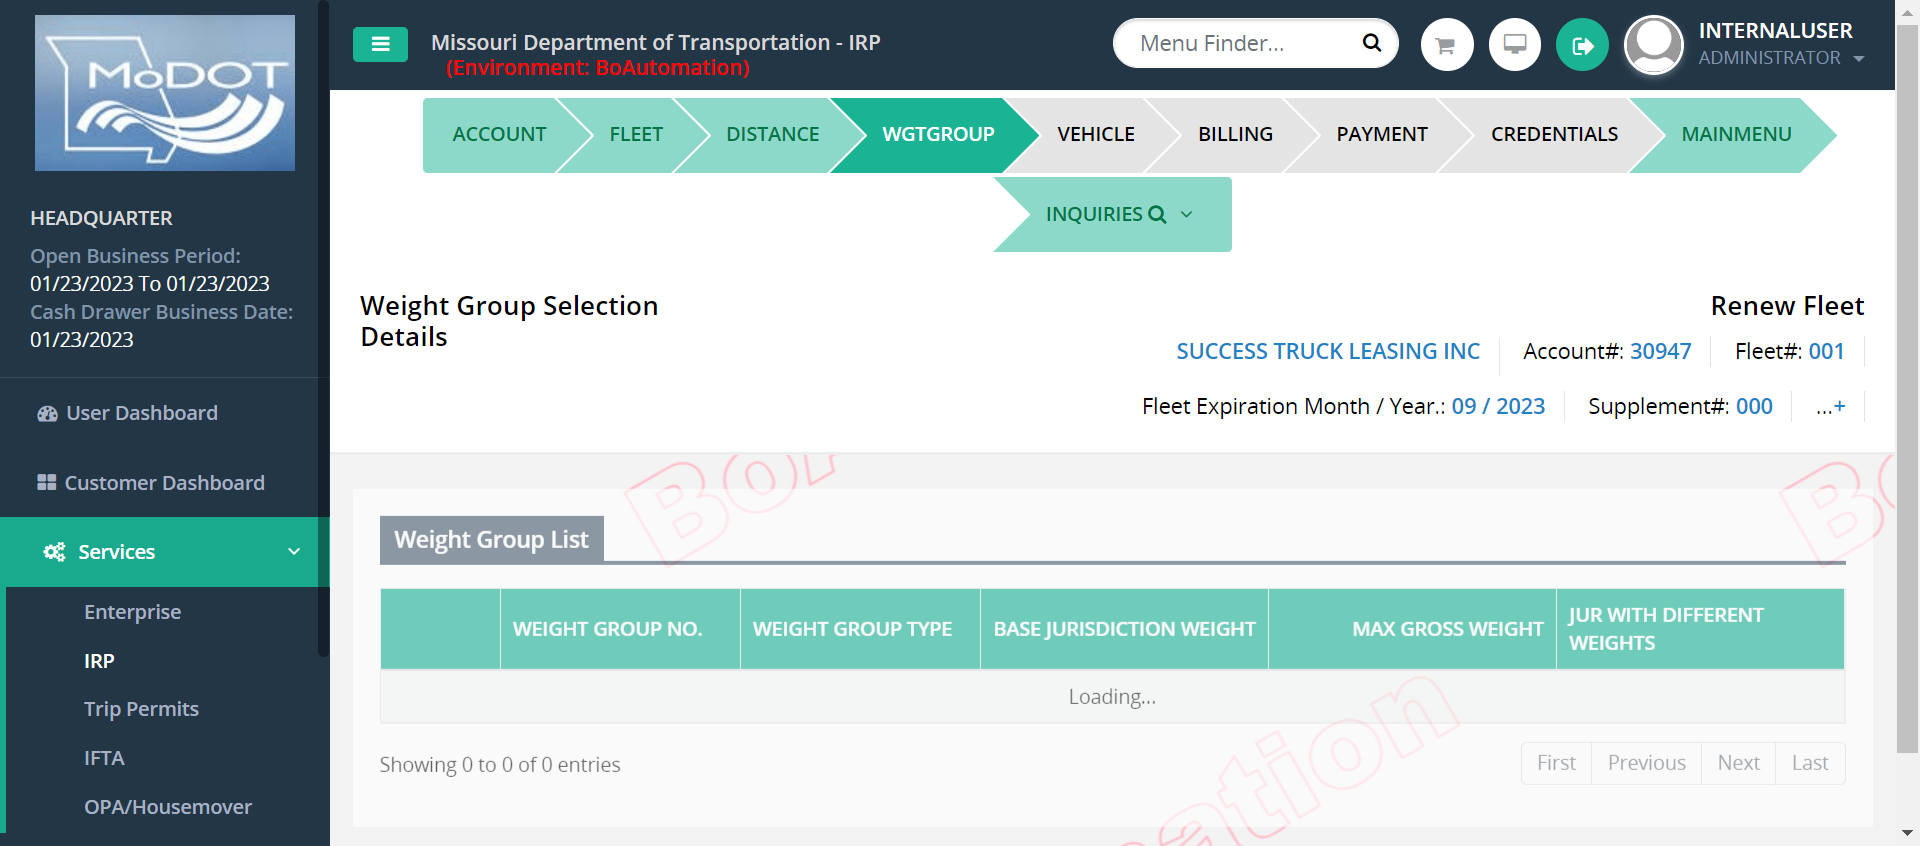 MoDOT
HEADQUARTER
Open Business Period:
01/23/2023 To 01/23/2023
Cash Drawer Business Date:
01/23/2023
User Dashboard
Customer Dashboard
Services
Enterprise
IRP
Trip Permits
IFTA
OPA/Housemover
Missouri Department of Transportation - IRP
(Environment: BoAutomation)
Menu Finder...
INTERNALUSER
ADMINISTRATOR
ACCOUNT
FLEET
DISTANCE
WGTGROUP
VEHICLE
BILLING
PAYMENT
CREDENTIALS
MAINMENU
INQUIRIES
Weight Group Selection
Details
Renew Fleet
SUCCESS TRUCK LEASING INC
Account#: 30947
Fleet#: 001
Fleet Expiration Month / Year.: 09 / 2023
Supplement#: 000
...+
Weight Group List
WEIGHT GROUP NO.
WEIGHT GROUP TYPE
BASE JURISDICTION WEIGHT
MAX GROSS WEIGHT
JUR WITH DIFFERENT
WEIGHTS
Loading...
Showing 0 to 0 of 0 entries
First
Previous
Next
Last